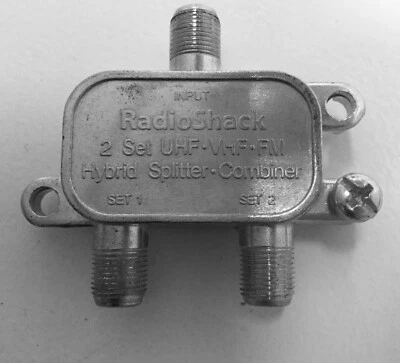 INPUT
RadioShack
2 Set UHF•VHF•FM
Hybrid Splitter•Combiner
SET 1 SET 2